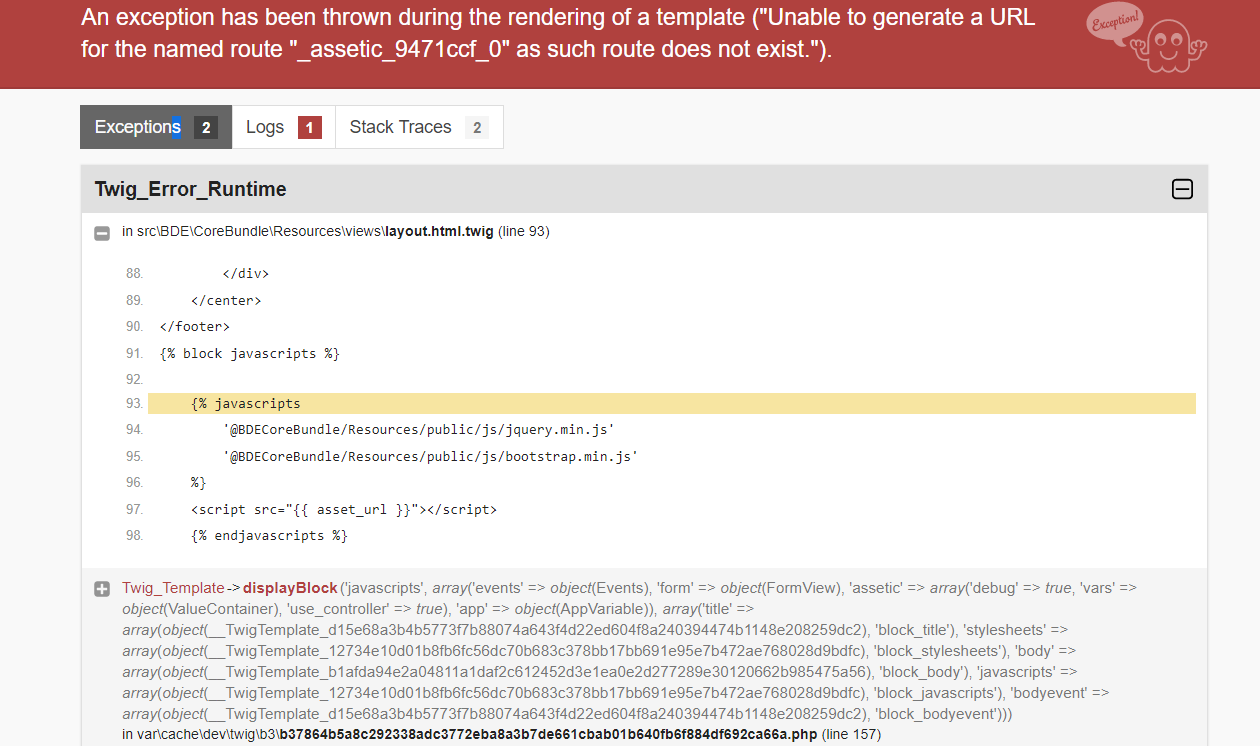 An exception has been thrown during the rendering of a template ("Unable to generate a URL
for the named route "_assetic_9471ccf_0" as such route does not exist.").
Exception!
Exceptions 2 Logs 1 Stack Traces 2
Twig_Error_Runtime
in src\BDE\CoreBundle\Resources\views\layout.html.twig (line 93)
88. </div>
89. </center>
90. </footer>
91. {% block javascripts %}
92.
93. {% javascripts
94. '@BDECoreBundle/Resources/public/js/jquery.min.js'
95. '@BDECoreBundle/Resources/public/js/bootstrap.min.js'
96. %}
97. <script src="{{ asset_url }}"></script>
98. {% endjavascripts %}
Twig_Template->displayBlock('javascripts', array('events' => object(Events), 'form' => object(FormView), 'assetic' => array('debug' => true, 'vars' =>
object(ValueContainer), 'use_controller' => true), 'app' => object(AppVariable)), array('title' =>
array(object(__TwigTemplate_d15e68a3b4b5773f7b88074a643f4d22ed604f8a240394474b1148e208259dc2), 'block_title'), 'stylesheets' =>
array(object(__TwigTemplate_12734e10d01b8fb6fc56dc70b683c378bb17bb691e95e7b472ae768028d9bdfc), 'block_stylesheets'), 'body' =>
array(object(__TwigTemplate_b1afda94e2a04811a1daf2c612452d3e1ea0e2d277289e30120662b985475a56), 'block_body'), 'javascripts' =>
array(object(__TwigTemplate_12734e10d01b8fb6fc56dc70b683c378bb17bb691e95e7b472ae768028d9bdfc), 'block_javascripts'), 'bodyevent' =>
array(object(__TwigTemplate_d15e68a3b4b5773f7b88074a643f4d22ed604f8a240394474b1148e208259dc2), 'block_bodyevent')))
in var\cache\dev\twig\b3\b37864b5a8c292338adc3772eba8a3b7de661cbab01b640fb6f884df692ca66a.php (line 157)